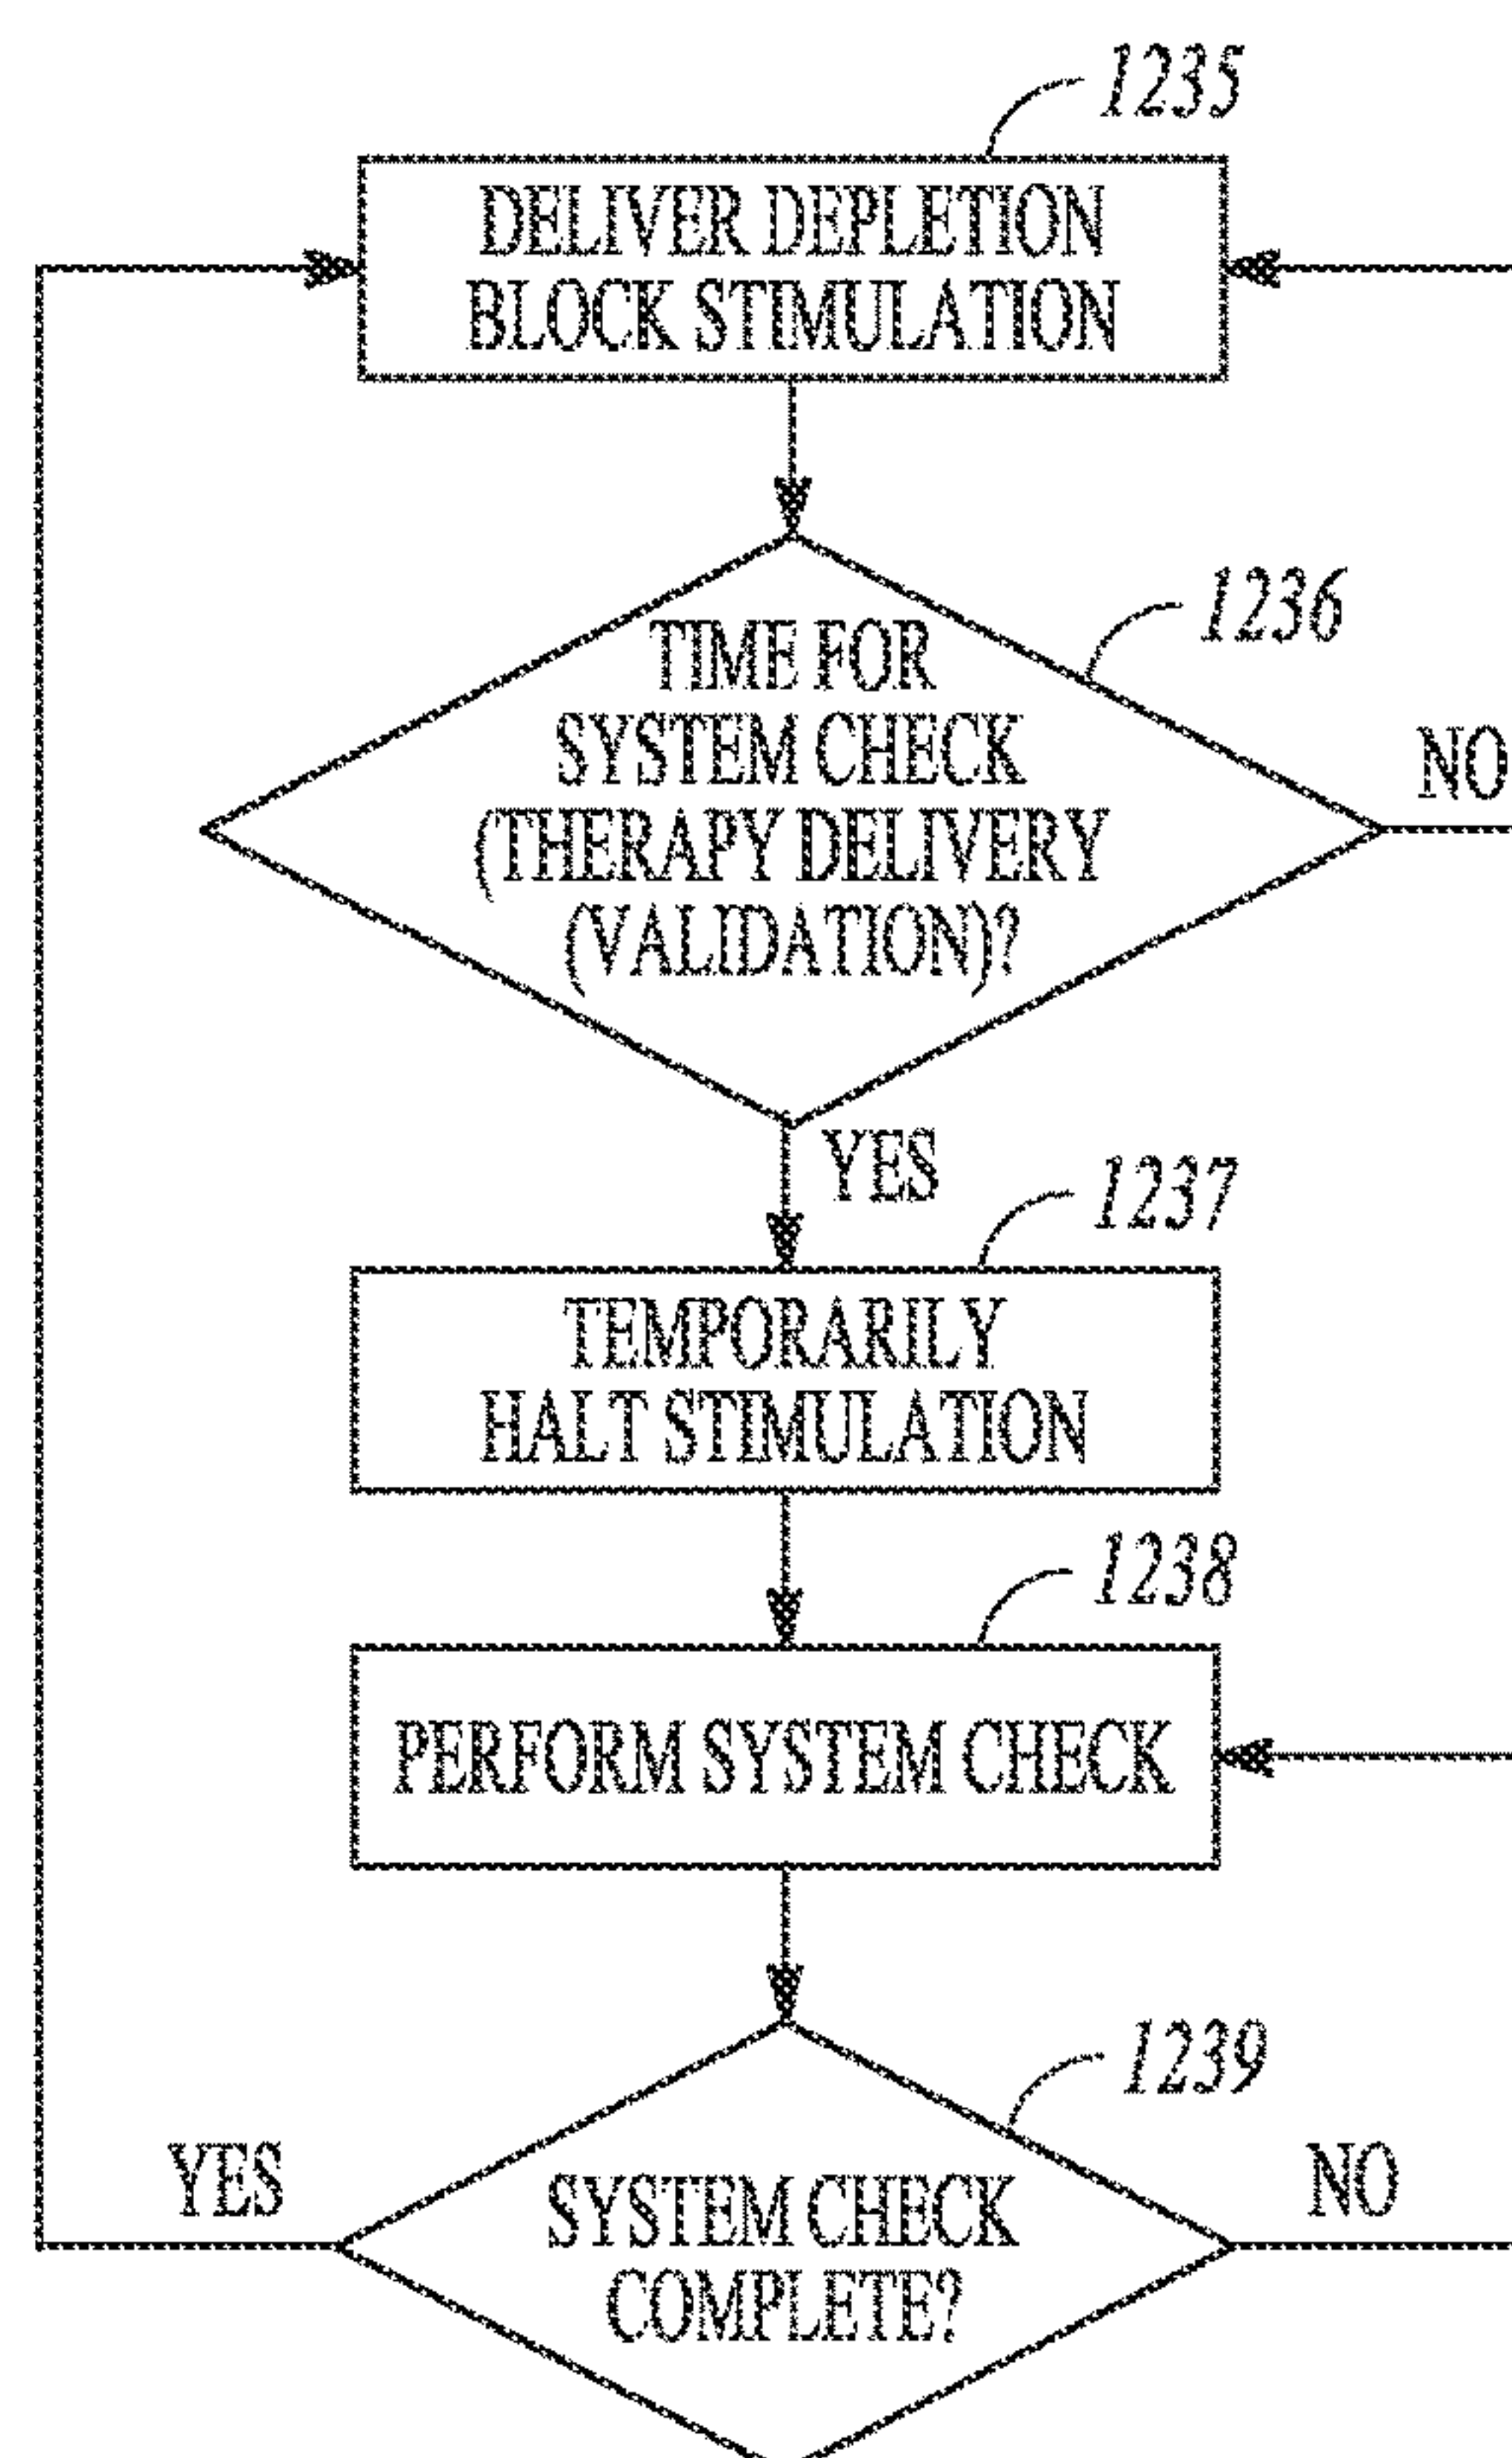 1235
DELIVER DEPLETION
BLOCK STIMULATION
1236
TIME FOR
SYSTEM CHECK
(THERAPY DELIVERY
(VALIDATION)?
NO
YES
1237
TEMPORARILY
HALT STIMULATION
1238
PERFORM SYSTEM CHECK
1239
YES
SYSTEM CHECK
COMPLETE?
NO